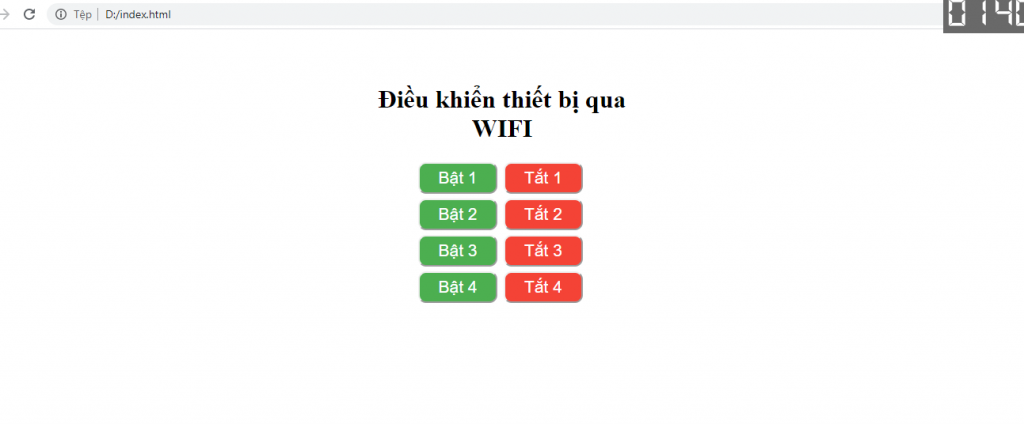 Tệp D:/index.html
Điều khiển thiết bị qua
WIFI
Bật 1 Tắt 1
Bật 2 Tắt 2
Bật 3 Tắt 3
Bật 4 Tắt 4